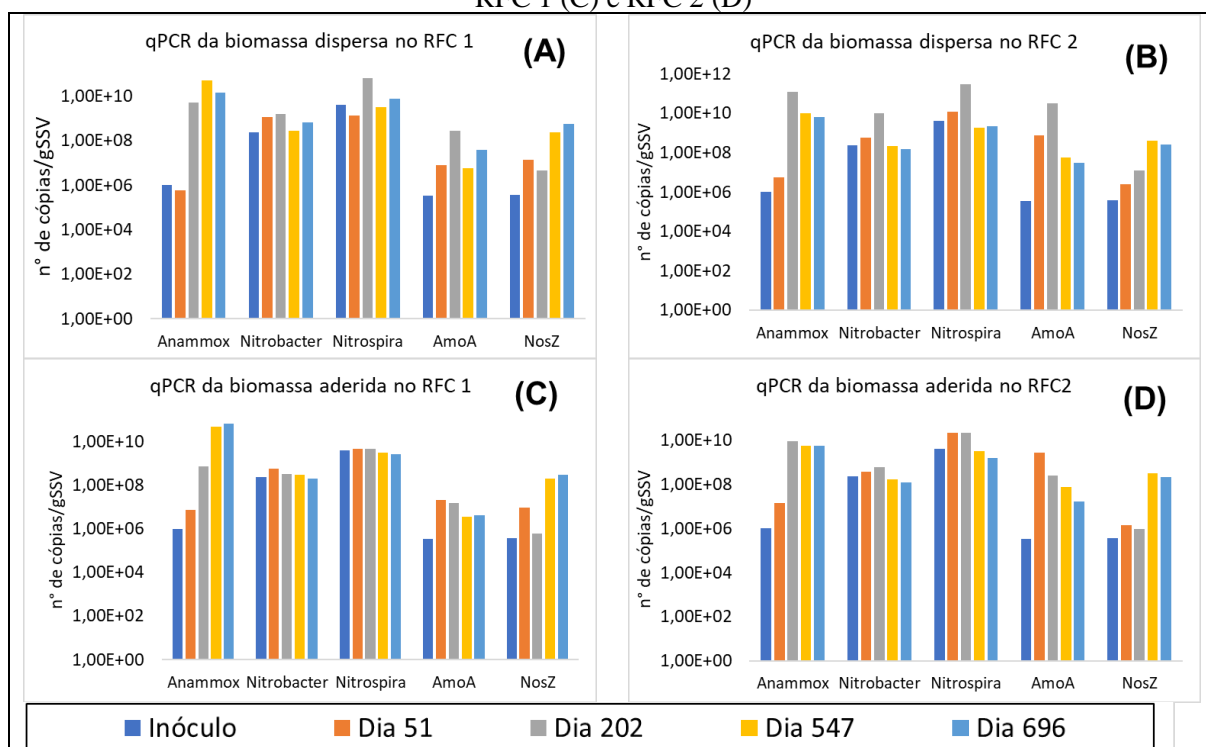 RFC 1 (C) e RFC 2 (D)
qPCR da biomassa dispersa no RFC 1
(A)
n° de cópias/gSSV
1,00E+10
1,00E+08
1,00E+06
1,00E+04
1,00E+02
1,00E+00
Anammox Nitrobacter Nitrospira AmoA NosZ
qPCR da biomassa dispersa no RFC 2
(B)
n° de cópias/gSSV
1,00E+12
1,00E+10
1,00E+08
1,00E+06
1,00E+04
1,00E+02
1,00E+00
Anammox Nitrobacter Nitrospira AmoA NosZ
qPCR da biomassa aderida no RFC 1
(C)
n° de cópias/gSSV
1,00E+10
1,00E+08
1,00E+06
1,00E+04
1,00E+02
1,00E+00
Anammox Nitrobacter Nitrospira AmoA NosZ
qPCR da biomassa aderida no RFC2
(D)
n° de cópias/gSSV
1,00E+10
1,00E+08
1,00E+06
1,00E+04
1,00E+02
1,00E+00
Anammox Nitrobacter Nitrospira AmoA NosZ
Inóculo Dia 51 Dia 202 Dia 547 Dia 696